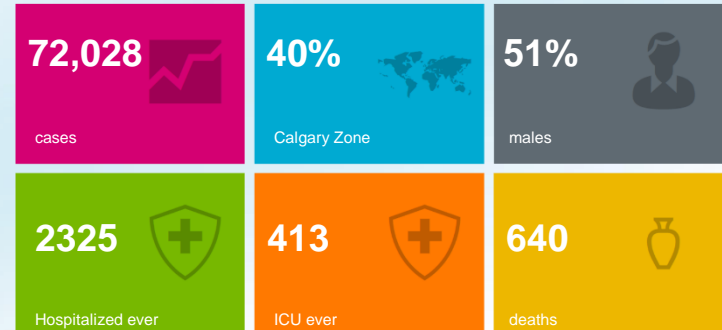 72,028
40%
51%
cases
Calgary Zone
males
2325
413
640
Hospitalized ever
ICU ever
deaths